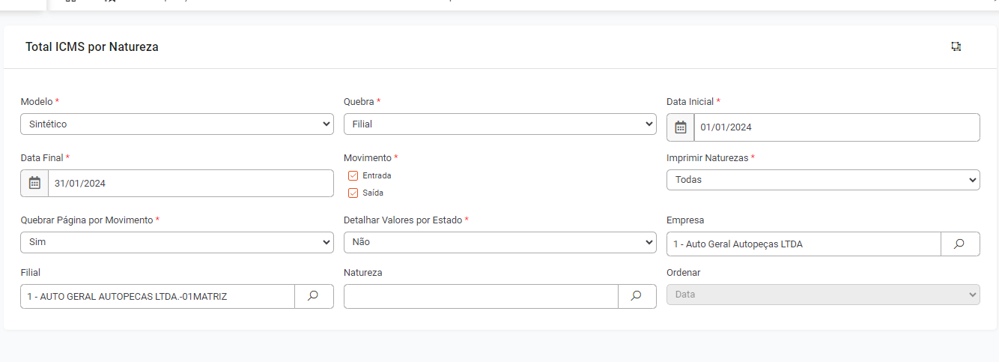 Total ICMS por Natureza
Modelo * Quebra * Data Inicial *
Sintético Filial 01/01/2024
Data Final * Movimento * Imprimir Naturezas *
31/01/2024 Entrada Todas
Saída
Quebrar Página por Movimento * Detalhar Valores por Estado * Empresa
Sim Não 1 - Auto Geral Autopeças LTDA
Filial Natureza Ordenar
1 - AUTO GERAL AUTOPECAS LTDA.-01MATRIZ Data